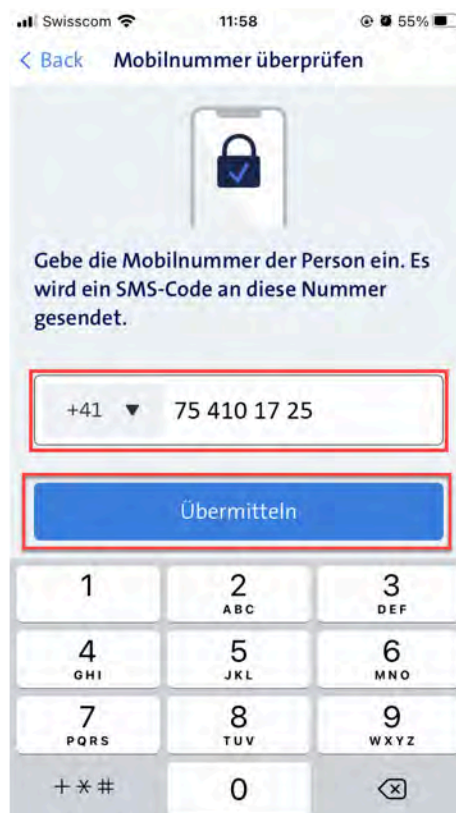 Swisscom 11:58 55%
< Back Mobilnummer überprüfen
Gebe die Mobilnummer der Person ein. Es
wird ein SMS-Code an diese Nummer
gesendet.
+41 ▼ 75 410 17 25
Übermitteln
1 2 3
ABC DEF
4 5 6
GHI JKL MNO
7 8 9
PQRS TUV WXYZ
+*# 0